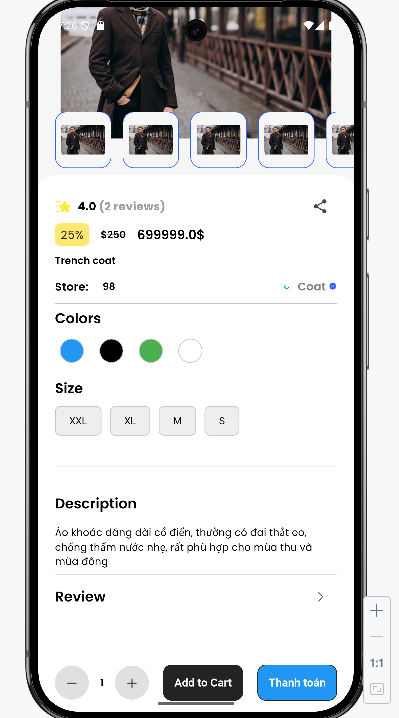 4.0 (2 reviews)
25% $250 699999.0$
Trench coat
Store: 98 Coat
Colors
Size
XXL XL M S
Description
Áo khoác dáng dài cổ điển, thường có đai thắt eo,
chống thấm nước nhẹ, rất phù hợp cho mùa thu và
mùa đông
Review
1 Add to Cart Thanh toán
1:1